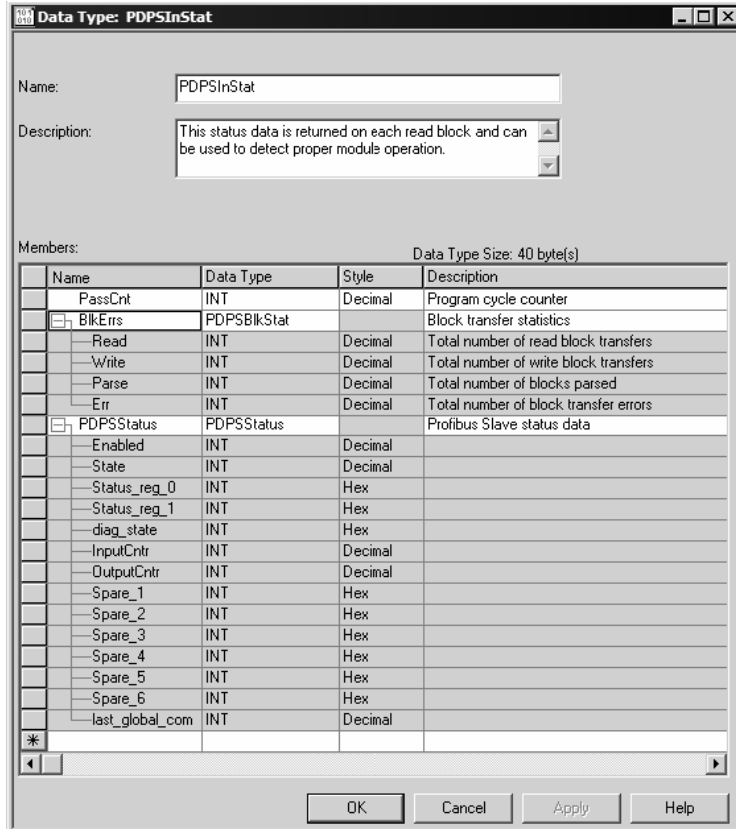 Data Type: PDPSInStat
Name: PDPSInStat
Description: This status data is returned on each read block and can
be used to detect proper module operation.
Members: Data Type Size: 40 byte(s)
Name Data Type Style Description
PassCnt INT Decimal Program cycle counter
BlkErrs PDPSBlkStat Block transfer statistics
Read INT Decimal Total number of read block transfers
Write INT Decimal Total number of write block transfers
Parse INT Decimal Total number of blocks parsed
Err INT Decimal Total number of block transfer errors
PDPSStatus PDPSStatus Profibus Slave status data
Enabled INT Decimal
State INT Decimal
Status_reg_0 INT Hex
Status_reg_1 INT Hex
diag_state INT Hex
InputCntr INT Decimal
OutputCntr INT Decimal
Spare_1 INT Hex
Spare_2 INT Hex
Spare_3 INT Hex
Spare_4 INT Hex
Spare_5 INT Hex
Spare_6 INT Hex
last_global_com INT Decimal
OK Cancel Apply Help